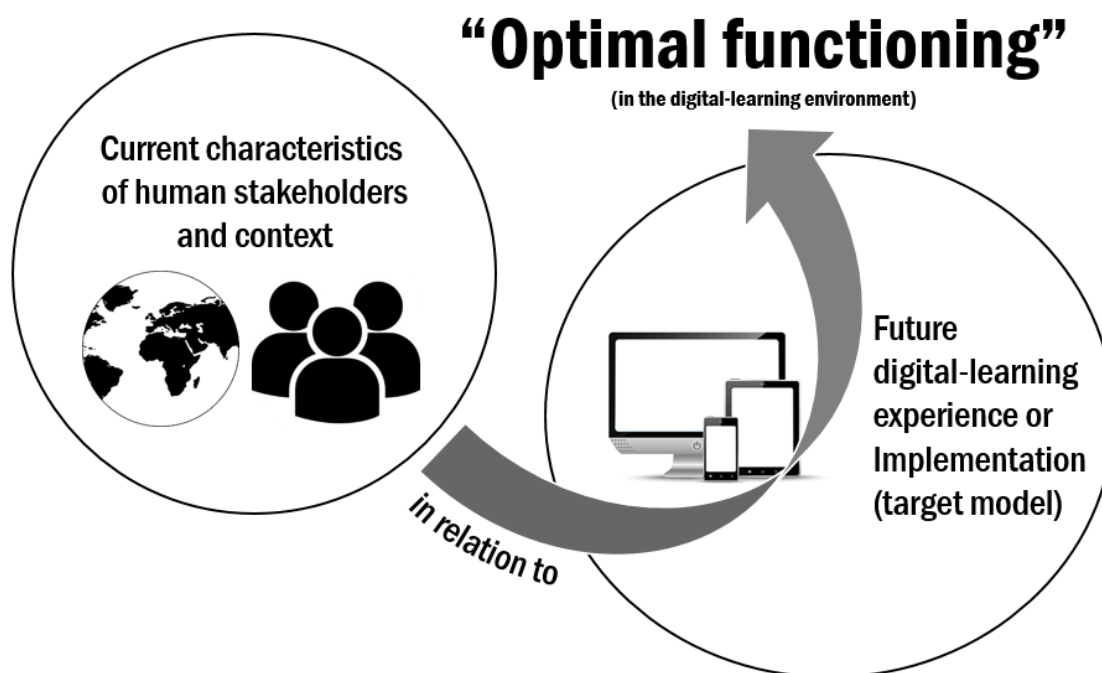 “Optimal functioning”
(in the digital-learning environment)
Current characteristics
of human stakeholders
and context
in relation to
Future
digital-learning
experience or
Implementation
(target model)